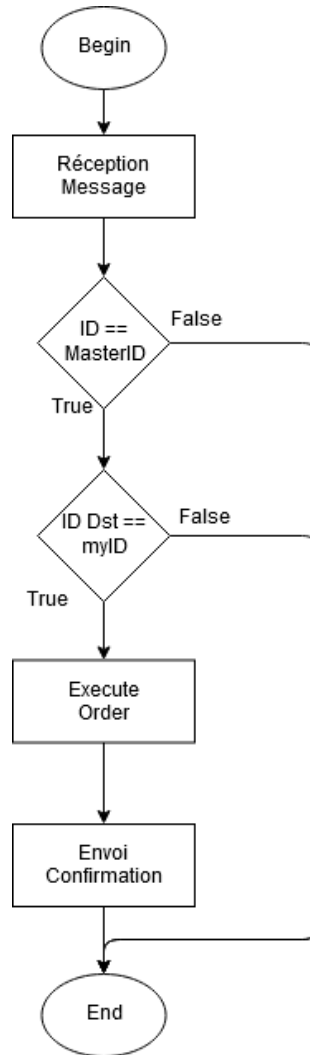 Begin
Réception
Message
ID ==
MasterID
False
True
ID Dst ==
myID
False
True
Execute
Order
Envoi
Confirmation
End